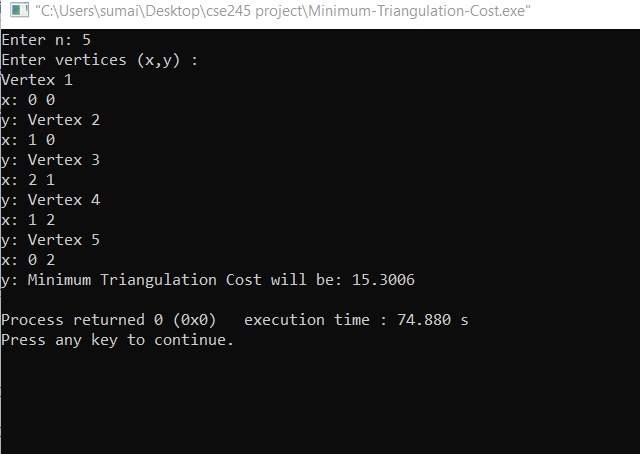 "C:\Users\sumai\Desktop\cse245 project\Minimum-Triangulation-Cost.exe"
Enter n: 5
Enter vertices (x,y) :
Vertex 1
x: 0 0
y: Vertex 2
x: 1 0
y: Vertex 3
x: 2 1
y: Vertex 4
x: 1 2
y: Vertex 5
x: 0 2
y: Minimum Triangulation Cost will be: 15.3006
Process returned 0 (0x0)   execution time : 74.880 s
Press any key to continue.